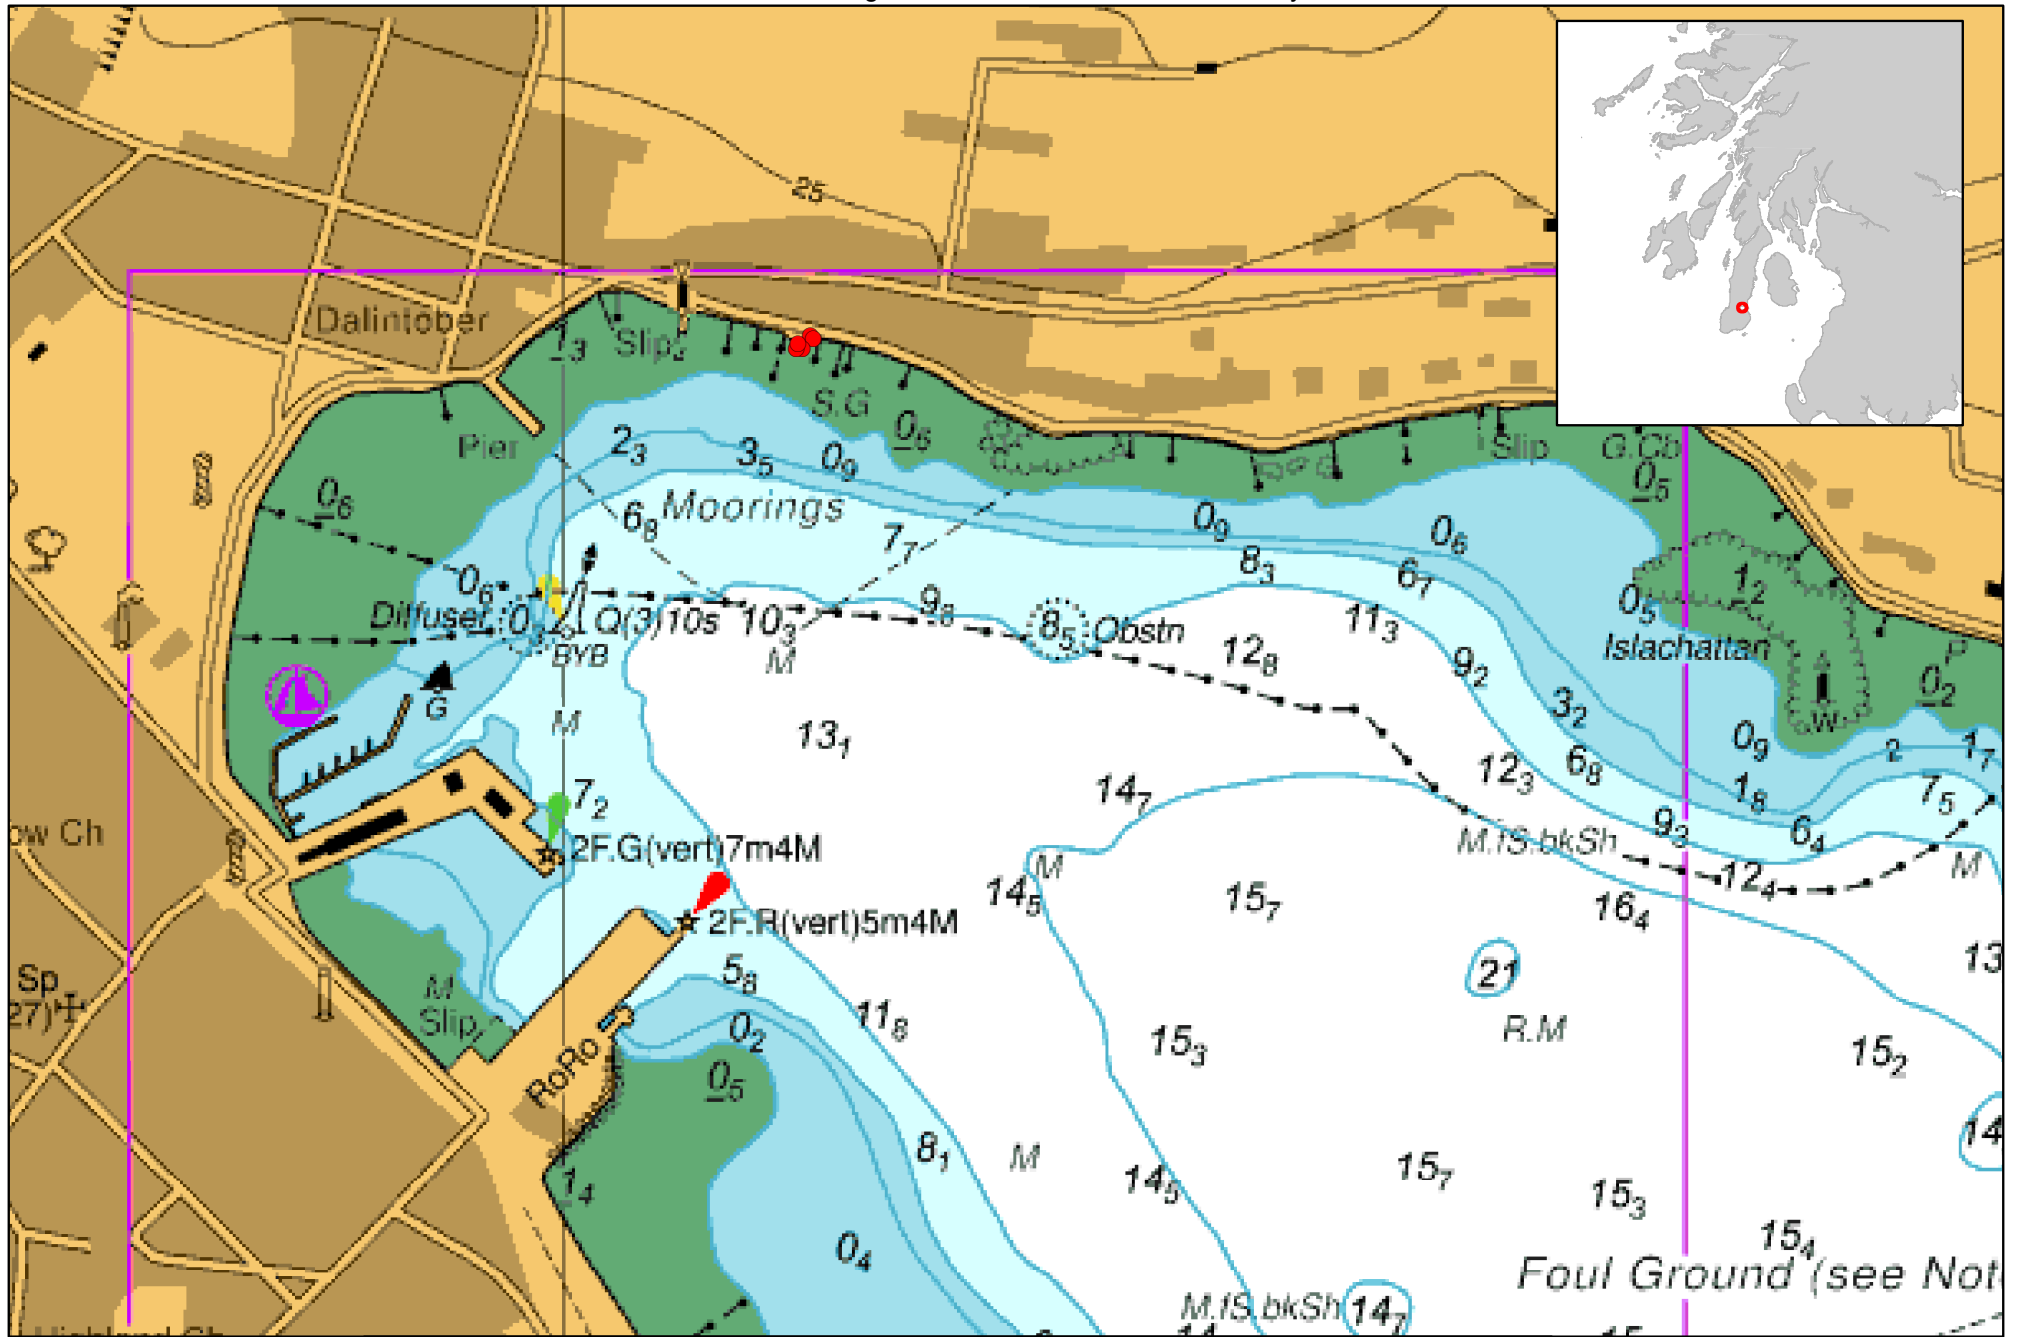 25
Dalintober
Slip
S.G
Pier
Slip
G.Cb
Moorings
2₃
3₅
0₉
0₆
0₅
0₆
6₈
7₇
0₉
0₆
8₃
6₇
1₂
0₆
Diffuser
Q(3)10s
10₃
9₈
8₅
Obstn
11₃
0₅
Islachattan
BYB
M
12₈
9₂
P
0₂
G
M
13₁
3₂
W
0₉
2
1₇
7₂
14₇
12₃
6₈
1₈
7₅
ow Ch
2F.G(vert)7m4M
M
M.fS.bkSh
9₃
6₄
M
14₅
15₇
12₄
16₄
2F.R(vert)5m4M
Sp
27)
M
Slip
5₈
21
13
0₂
11₈
15₃
R.M
15₂
RoRo
0₅
8₁
M
14₅
15₇
15₃
14
1₄
0₄
15₄
Foul Ground (see Not
M.fS.bkSh
14₇